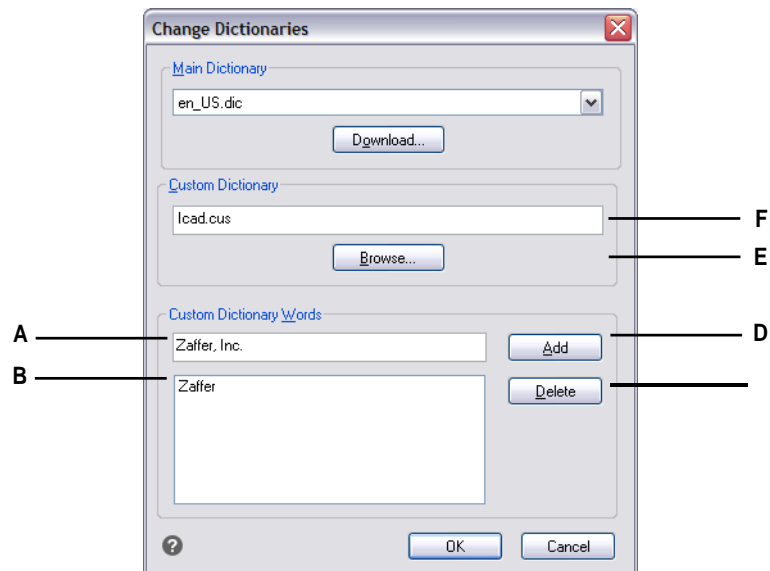 Change Dictionaries
Main Dictionary
en_US.dic
Download...
Custom Dictionary
Icad.cus
F
Browse...
E
Custom Dictionary Words
A
Zaffer, Inc.
Add
D
B
Zaffer
Delete
?
OK
Cancel